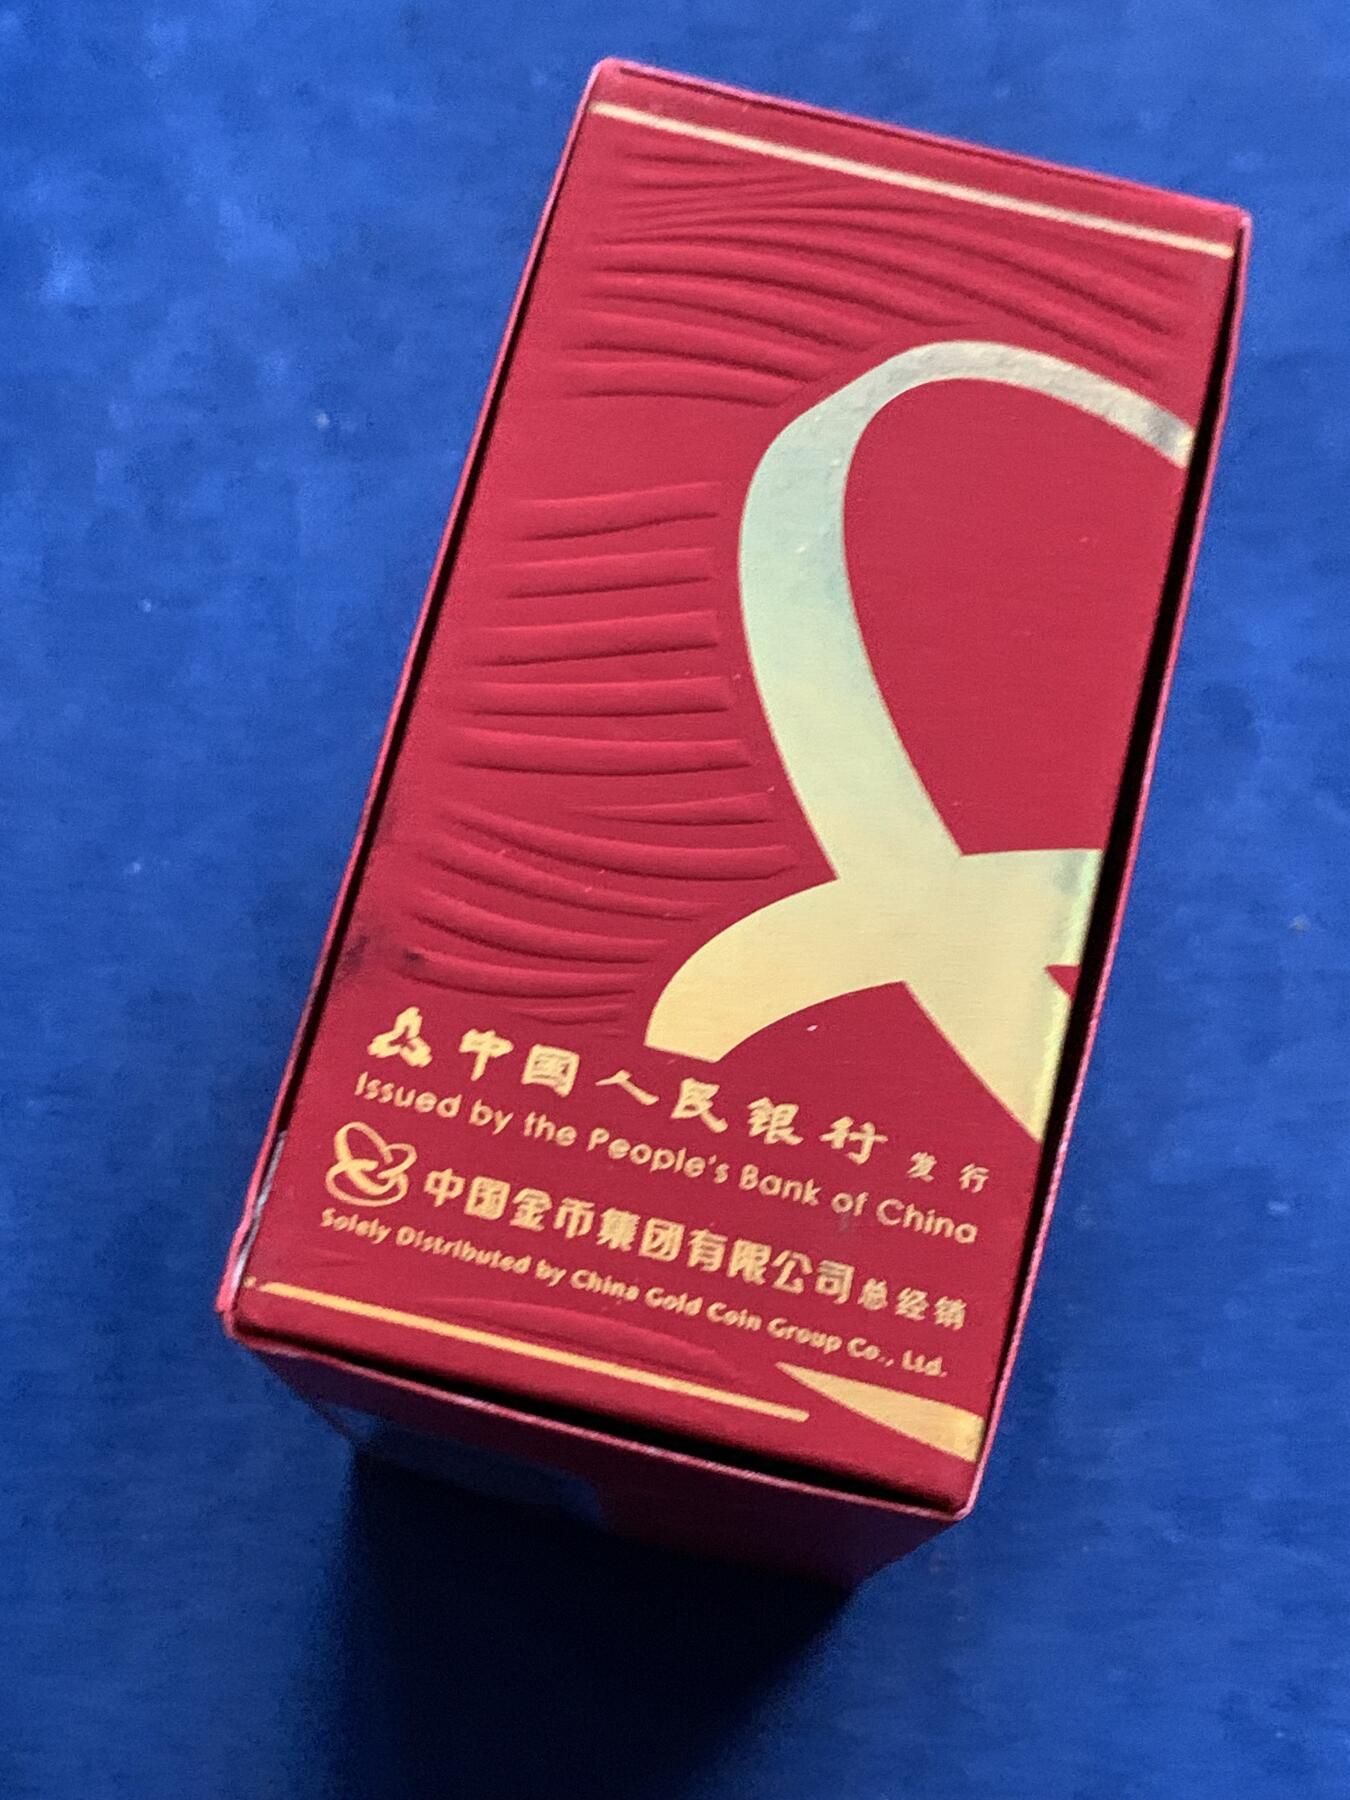 中国人民银行 发行
Issued by the People's Bank of China
中国金币集团有限公司 总经销
Solely Distributed by China Gold Coin Group Co., Ltd.